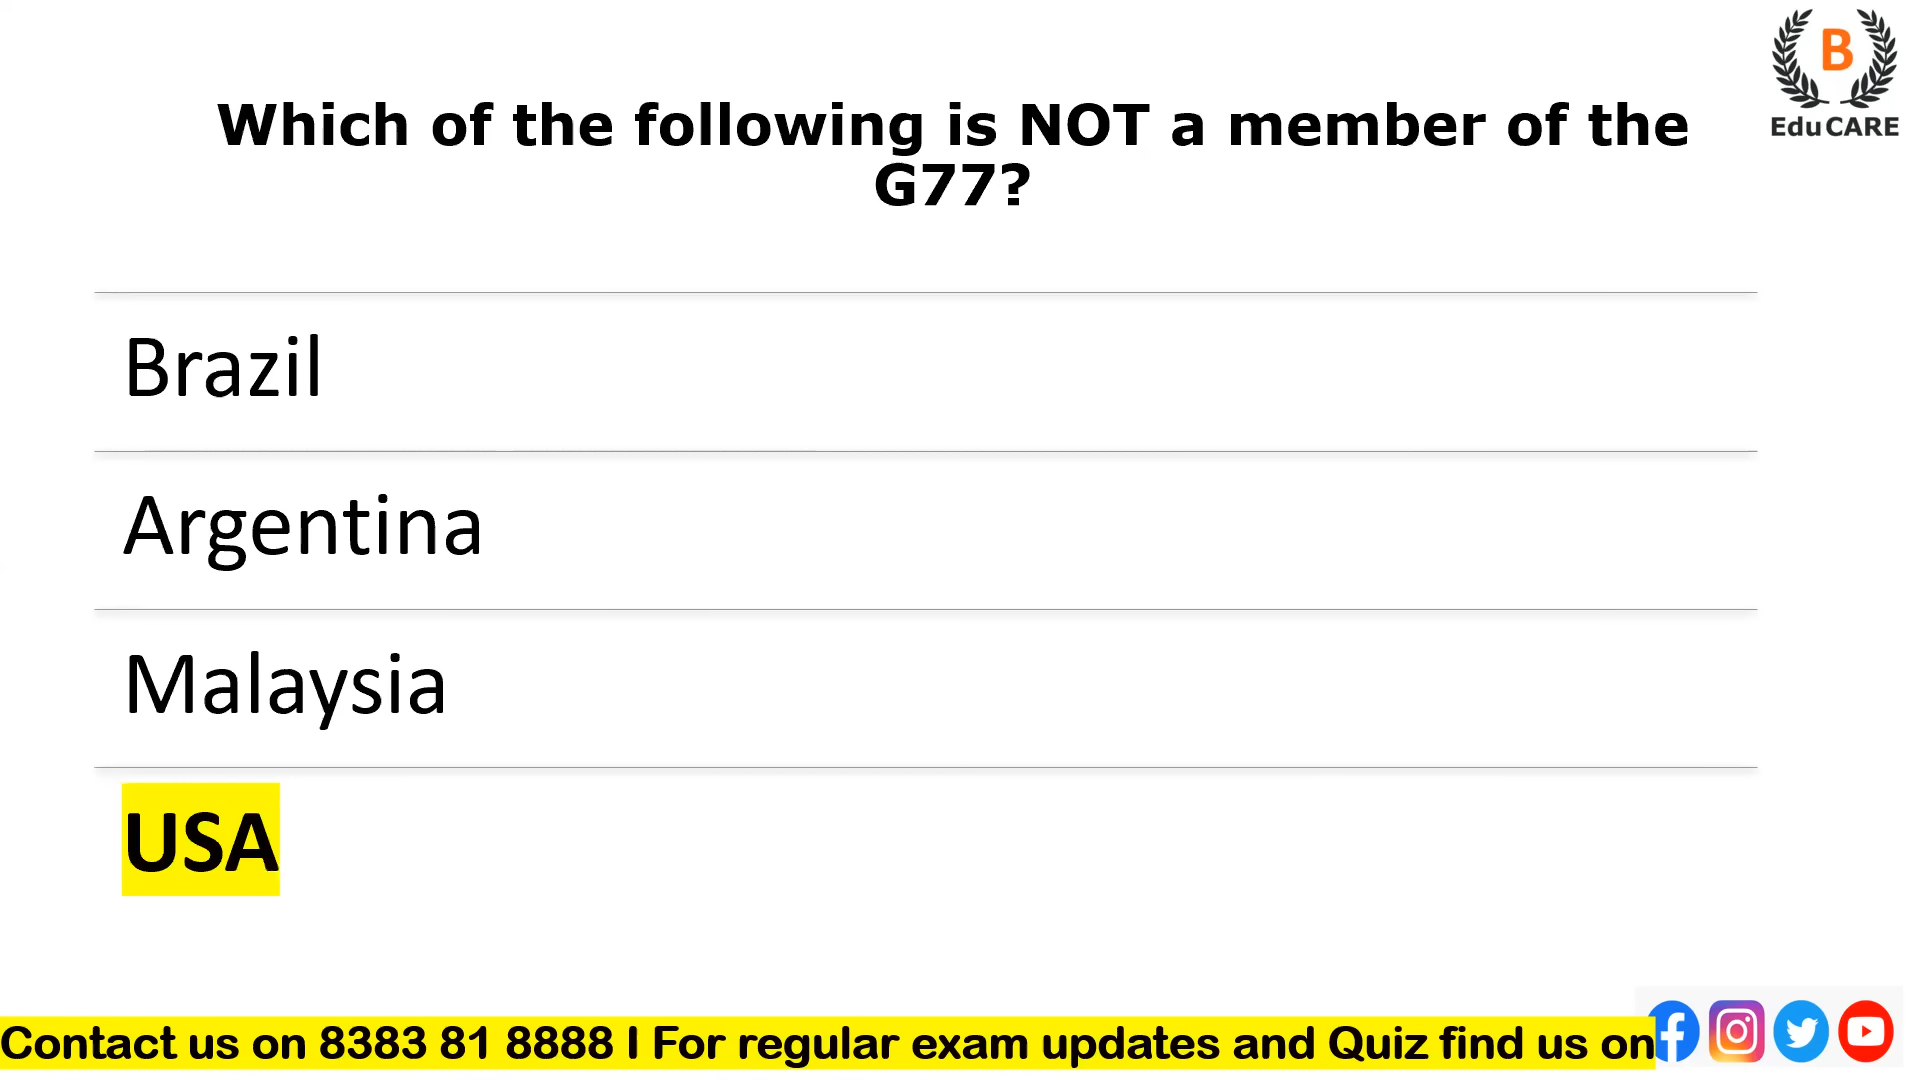 B
EduCARE
Which of the following is NOT a member of the
G77?
Brazil
Argentina
Malaysia
USA
Contact us on 8383 81 8888 I For regular exam updates and Quiz find us on